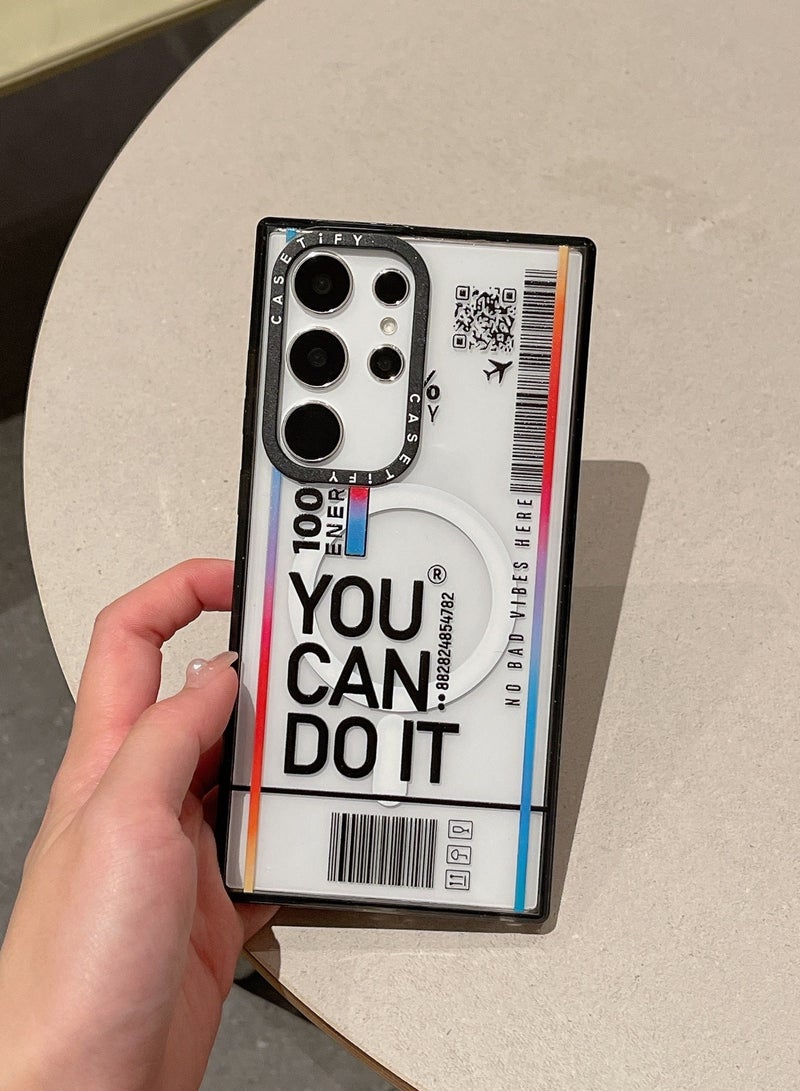 CASETiFY
CASETiFY
%
Y
100
ENER
YOU
CAN
DO IT
®
882824854782
NO BAD VIBES HERE